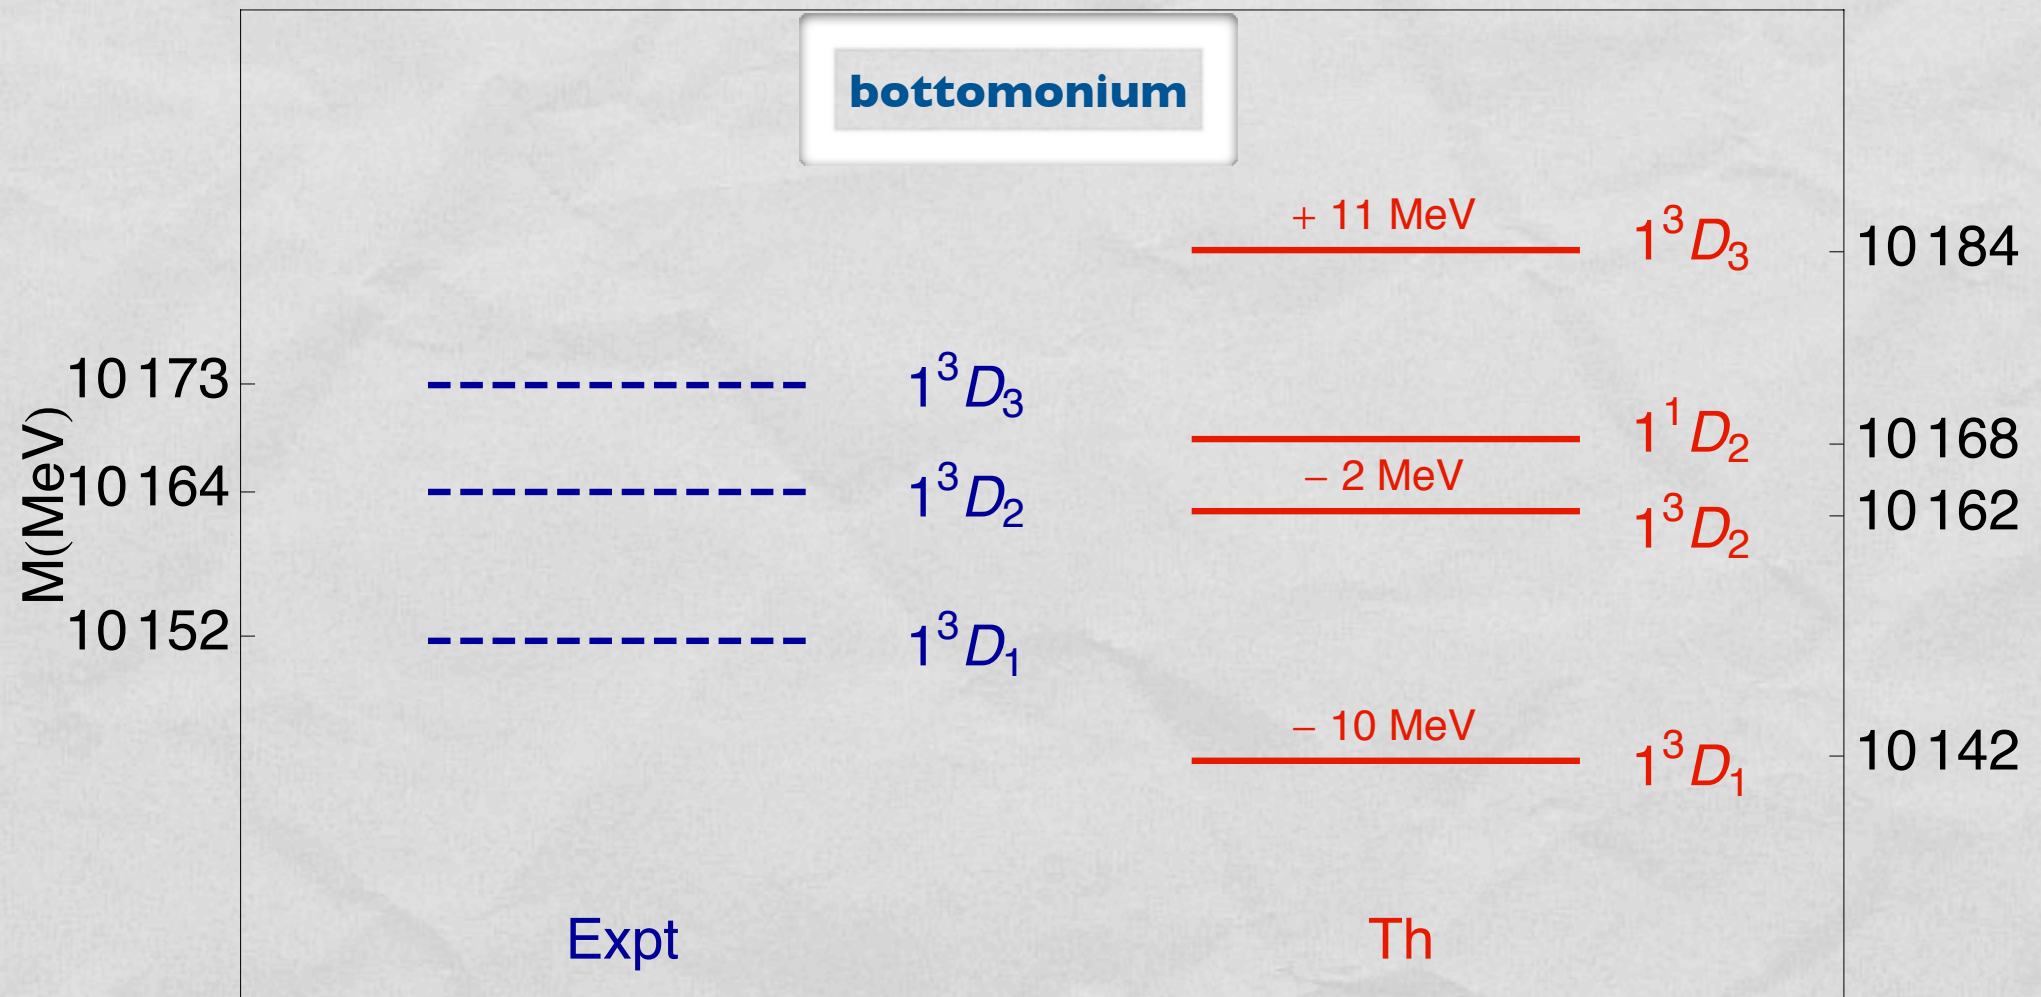 bottomonium
+ 11 MeV
1³D₃
10184
10173
1³D₃
1¹D₂
10168
M(MeV)
10164
1³D₂
− 2 MeV
1³D₂
10162
10152
1³D₁
− 10 MeV
1³D₁
10142
Expt
Th